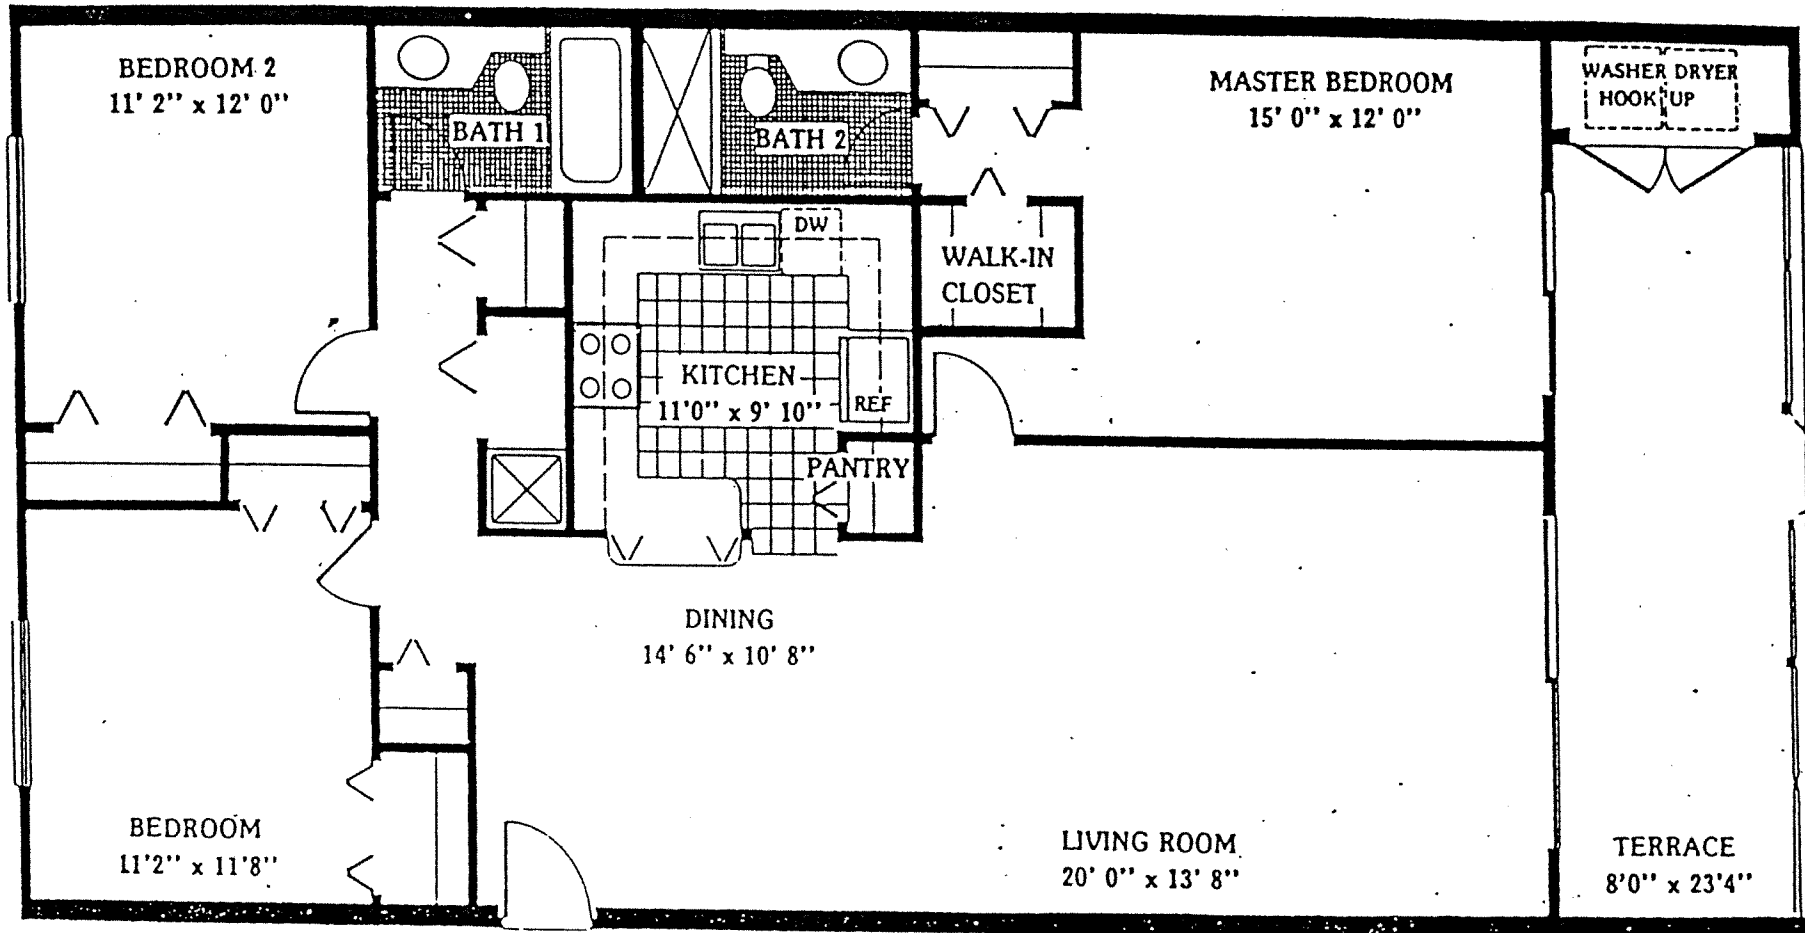 BEDROOM 2
11' 2" x 12' 0"
BATH 1
BATH 2
MASTER BEDROOM
15' 0" x 12' 0"
WASHER DRYER
HOOK UP
DW
WALK-IN
CLOSET
KITCHEN
11'0" x 9' 10"
REF
PANTRY
DINING
14' 6" x 10' 8"
BEDROOM
11'2" x 11'8"
LIVING ROOM
20' 0" x 13' 8"
TERRACE
8'0" x 23'4"